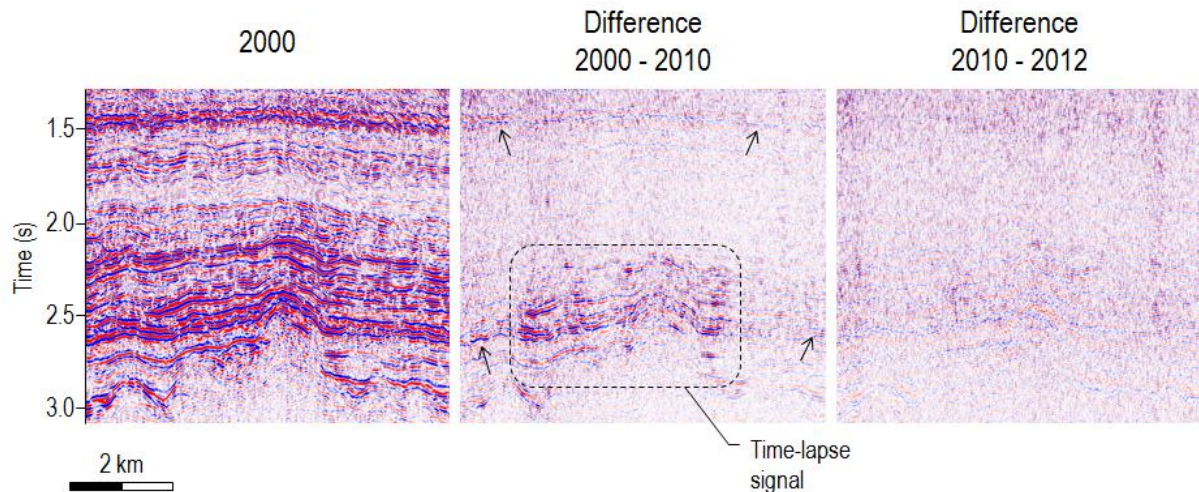 2000
Difference
2000 - 2010
Difference
2010 - 2012
Time (s)
1.5
2.0
2.5
3.0
2 km
Time-lapse
signal